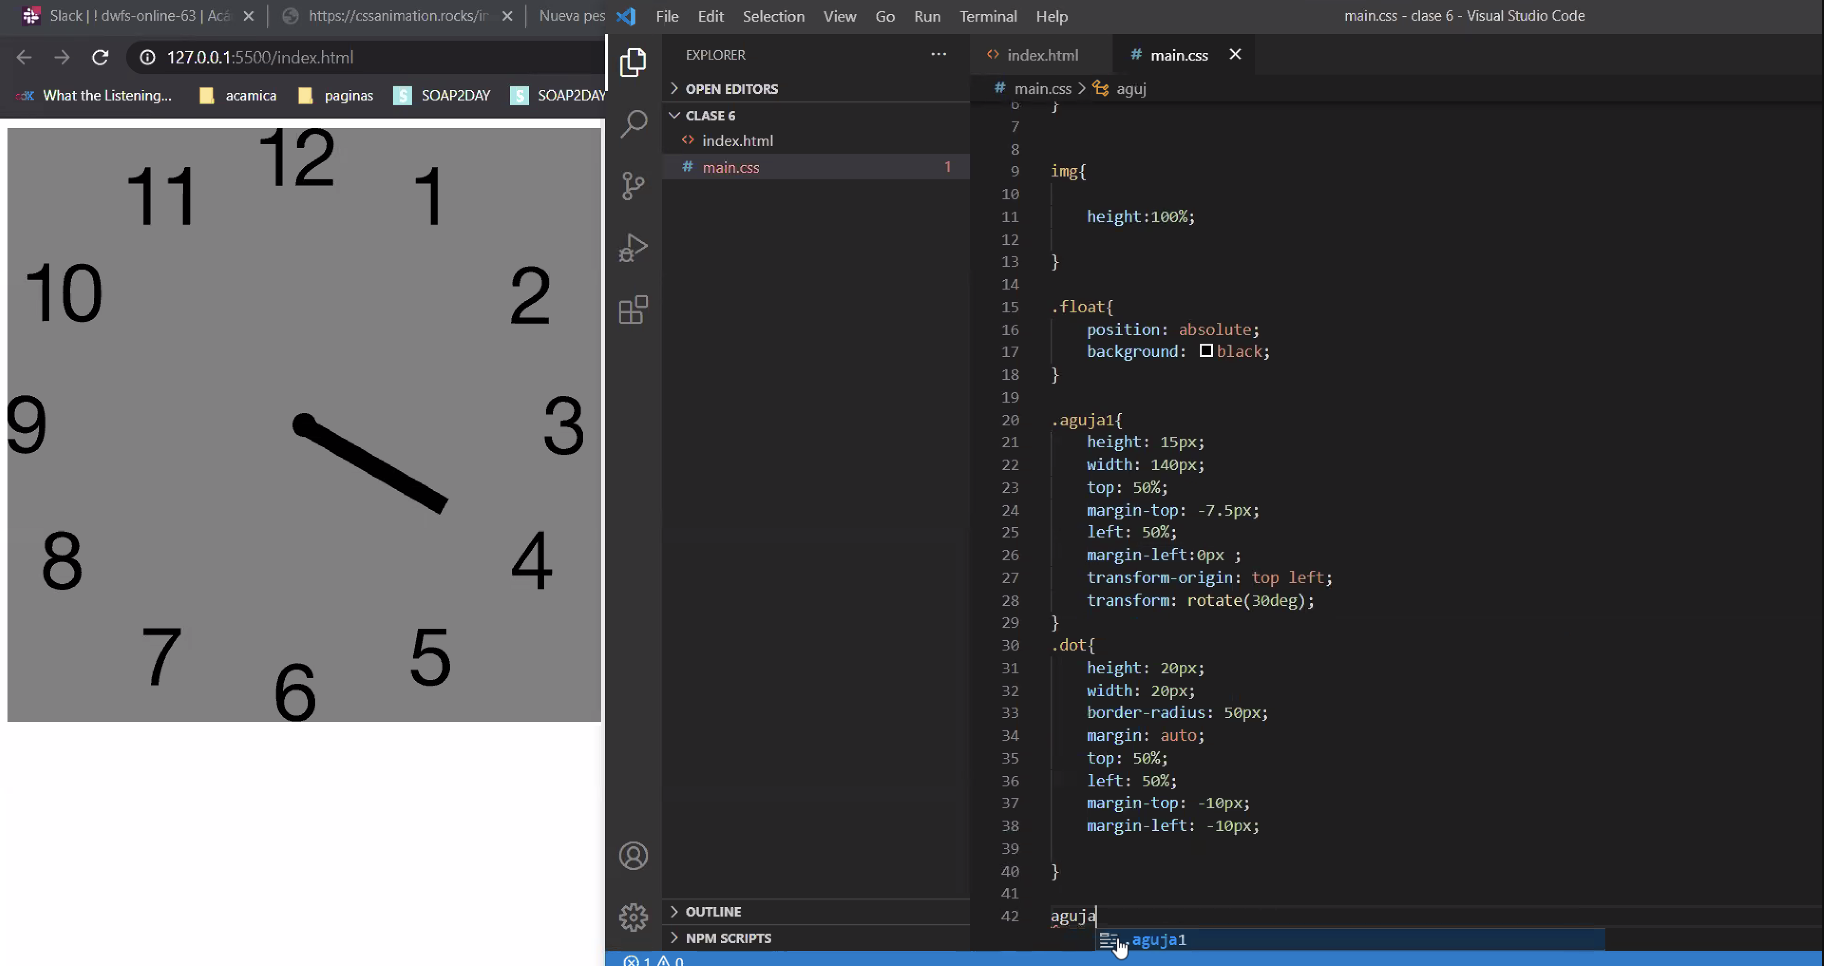 Slack | ! dwfs-online-63 | Acá
https://cssanimation.rocks/in
Nueva pes
127.0.0.1:5500/index.html
What the Listening...
acamica
paginas
SOAP2DAY
SOAP2DAY
12
11
1
10
2
9
3
8
4
7
5
6
File Edit Selection View Go Run Terminal Help
main.css - clase 6 - Visual Studio Code
EXPLORER
OPEN EDITORS
CLASE 6
index.html
main.css 1
OUTLINE
NPM SCRIPTS
index.html
main.css
main.css > aguj
6 }
7
8
9 img{
10
11 height:100%;
12
13 }
14
15 .float{
16 position: absolute;
17 background: black;
18 }
19
20 .aguja1{
21 height: 15px;
22 width: 140px;
23 top: 50%;
24 margin-top: -7.5px;
25 left: 50%;
26 margin-left:0px ;
27 transform-origin: top left;
28 transform: rotate(30deg);
29 }
30 .dot{
31 height: 20px;
32 width: 20px;
33 border-radius: 50px;
34 margin: auto;
35 top: 50%;
36 left: 50%;
37 margin-top: -10px;
38 margin-left: -10px;
39
40 }
41
42 aguja
.aguja1
1 0